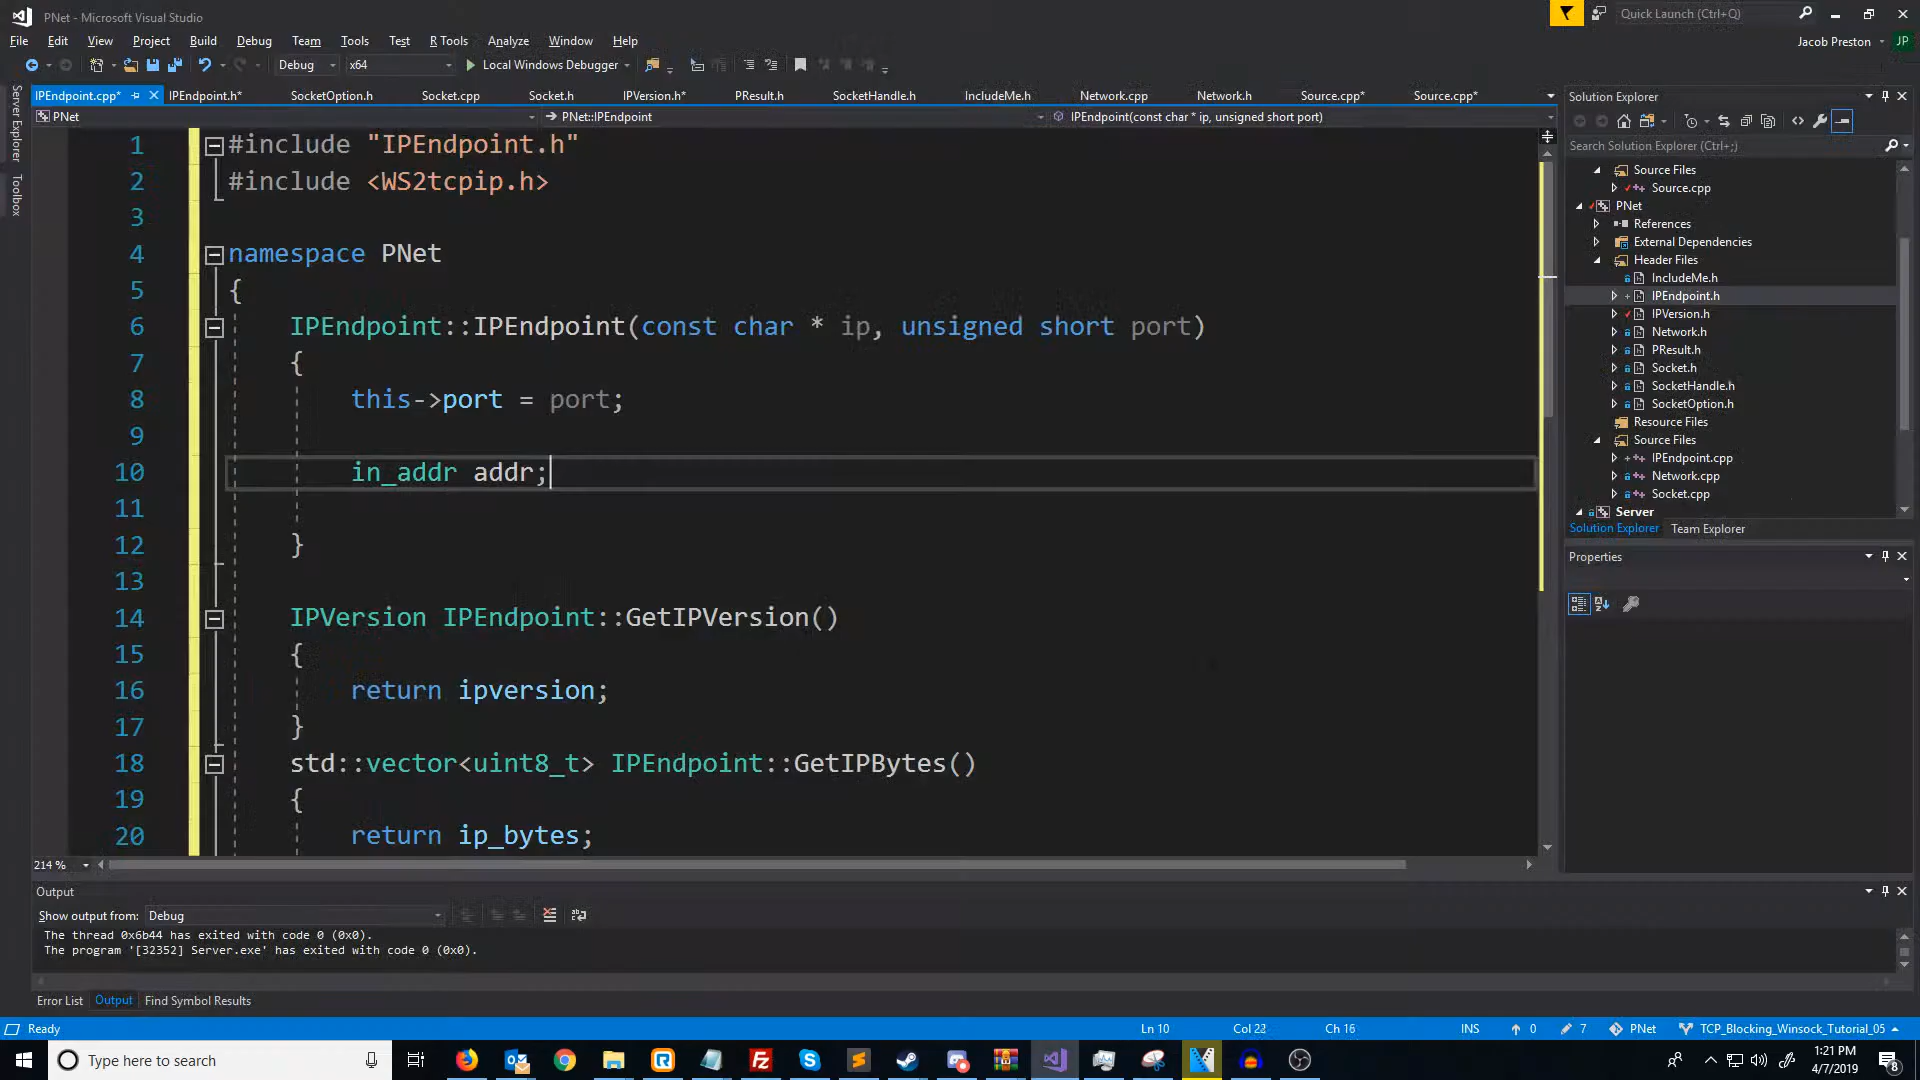 PNet - Microsoft Visual Studio
Quick Launch (Ctrl+Q)
File Edit View Project Build Debug Team Tools Test R Tools Analyze Window Help
Jacob Preston JP
Debug x64 Local Windows Debugger
Server Explorer
Toolbox
IPEndpoint.cpp* IPEndpoint.h* SocketOption.h Socket.cpp Socket.h IPVersion.h* PResult.h SocketHandle.h IncludeMe.h Network.cpp Network.h Source.cpp* Source.cpp*
PNet PNet::IPEndpoint IPEndpoint(const char * ip, unsigned short port)
1 #include "IPEndpoint.h"
2 #include <WS2tcpip.h>
3
4 namespace PNet
5 {
6 IPEndpoint::IPEndpoint(const char * ip, unsigned short port)
7 {
8 this->port = port;
9
10 in_addr addr;
11
12 }
13
14 IPVersion IPEndpoint::GetIPVersion()
15 {
16 return ipversion;
17 }
18 std::vector<uint8_t> IPEndpoint::GetIPBytes()
19 {
20 return ip_bytes;
214 %
Solution Explorer
Search Solution Explorer (Ctrl+;)
Source Files
Source.cpp
PNet
References
External Dependencies
Header Files
IncludeMe.h
IPEndpoint.h
IPVersion.h
Network.h
PResult.h
Socket.h
SocketHandle.h
SocketOption.h
Resource Files
Source Files
IPEndpoint.cpp
Network.cpp
Socket.cpp
Server
Solution Explorer Team Explorer
Properties
Output
Show output from: Debug
The thread 0x6b44 has exited with code 0 (0x0).
The program '[32352] Server.exe' has exited with code 0 (0x0).
Error List Output Find Symbol Results
Ready Ln 10 Col 22 Ch 16 INS 0 7 PNet TCP_Blocking_Winsock_Tutorial_05
Type here to search
1:21 PM
4/7/2019
8